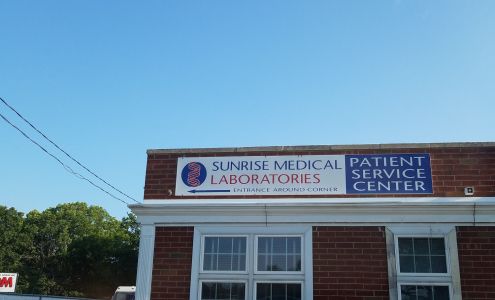 SUNRISE MEDICAL
LABORATORIES
ENTRANCE AROUND CORNER
PATIENT
SERVICE
CENTER